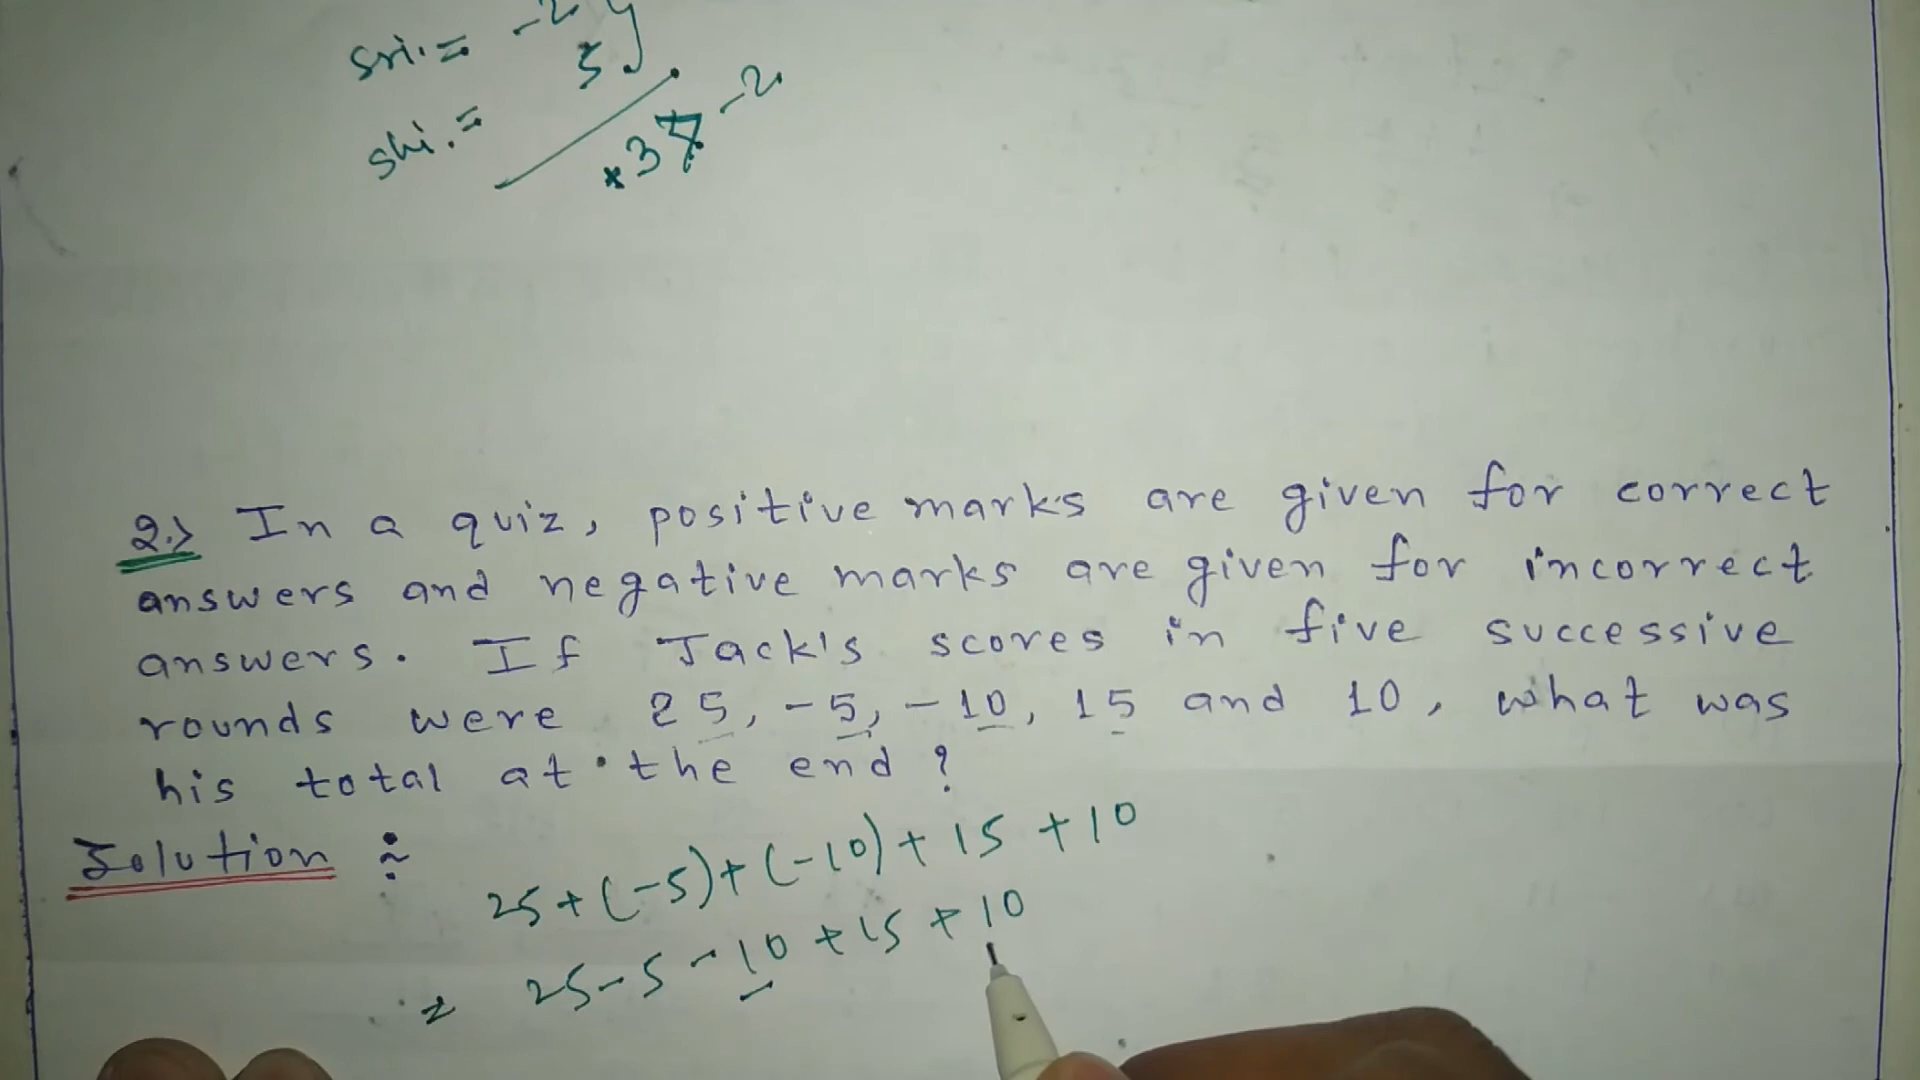 sri. = -2
shi. = 5
37 -2
2.> In a quiz, positive marks are given for correct
answers and negative marks are given for incorrect
answers. If Jack's scores in five successive
rounds were 25, -5, -10, 15 and 10, what was
his total at the end ?
Solution :
25+(-5)+(-10)+15+10
= 25-5-10+15+10